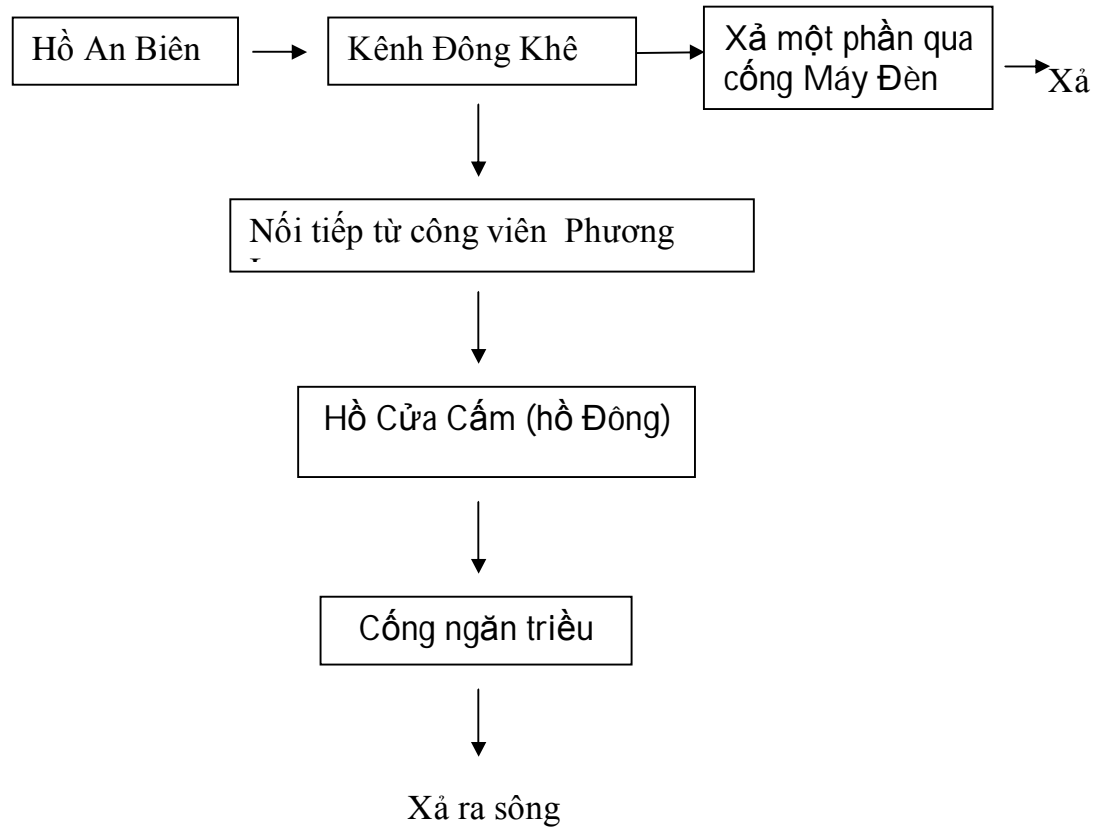 Hồ An Biên
Kênh Đông Khê
Xả một phần qua
cống Máy Đèn
Xả
Nối tiếp từ công viên Phương
Hồ Cửa Cấm (hồ Đông)
Cống ngăn triều
Xả ra sông